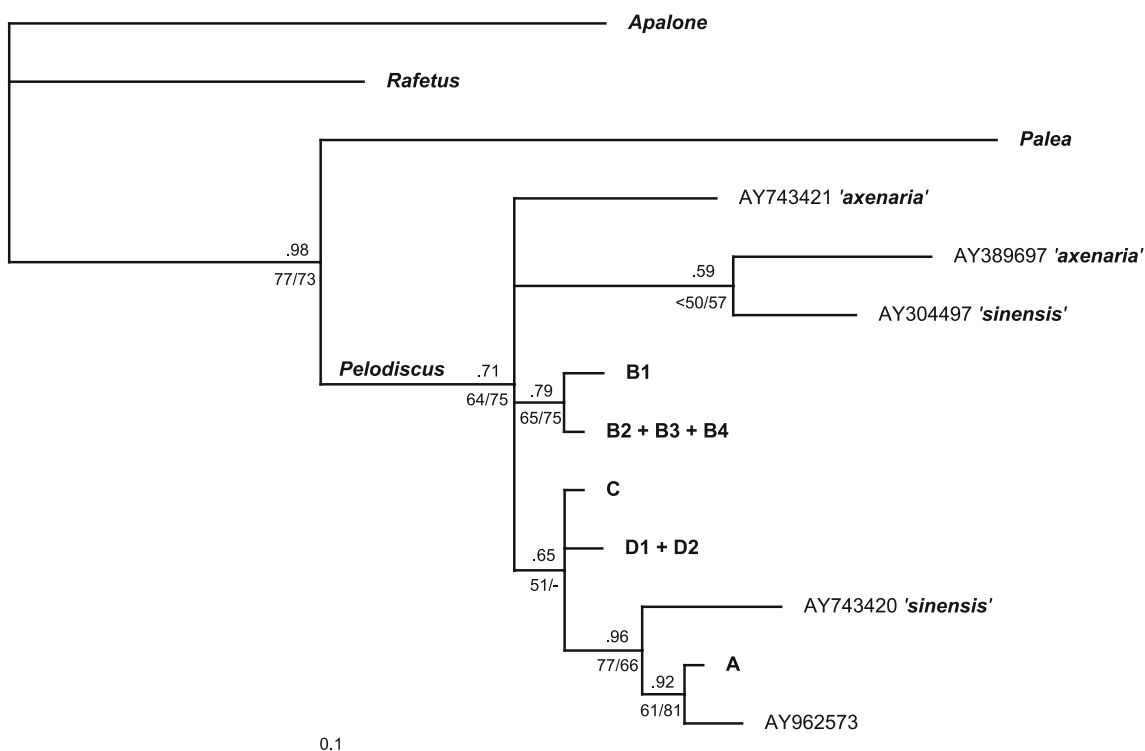 Apalone
Rafetus
Palea
AY743421 'axenaria'
.98
77/73
AY389697 'axenaria'
.59
<50/57
AY304497 'sinensis'
Pelodiscus
.71
64/75
B1
.79
65/75
B2 + B3 + B4
C
D1 + D2
.65
51/-
AY743420 'sinensis'
.96
77/66
A
.92
61/81
AY962573
0.1